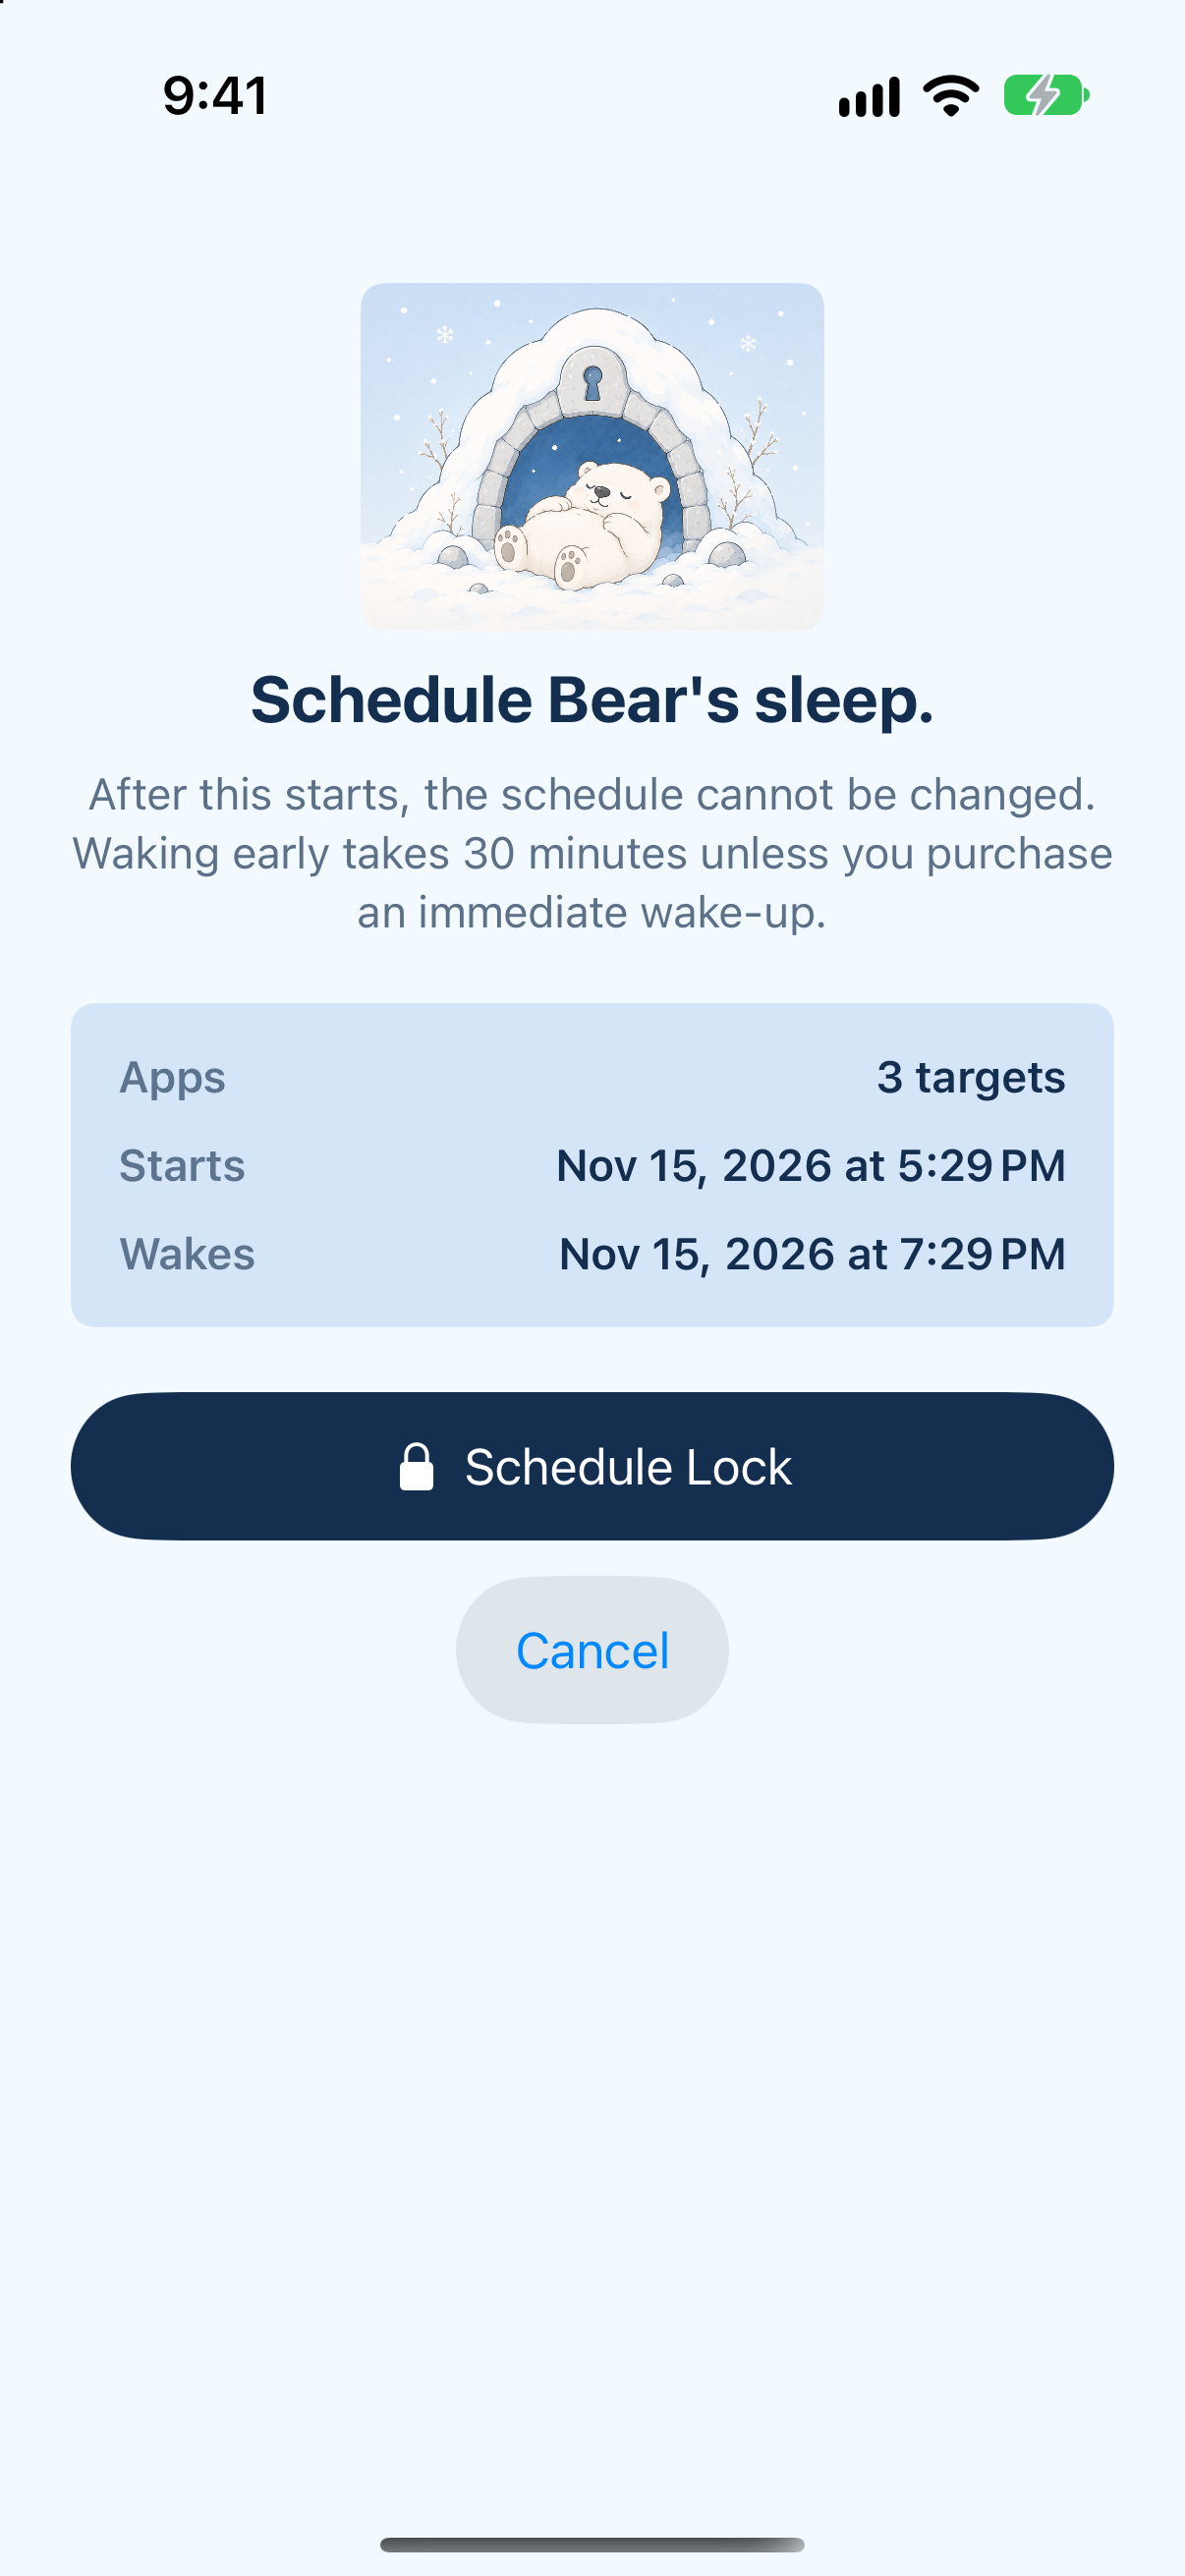 9:41
Schedule Bear's sleep.
After this starts, the schedule cannot be changed.
Waking early takes 30 minutes unless you purchase
an immediate wake-up.
Apps 3 targets
Starts Nov 15, 2026 at 5:29 PM
Wakes Nov 15, 2026 at 7:29 PM
Schedule Lock
Cancel